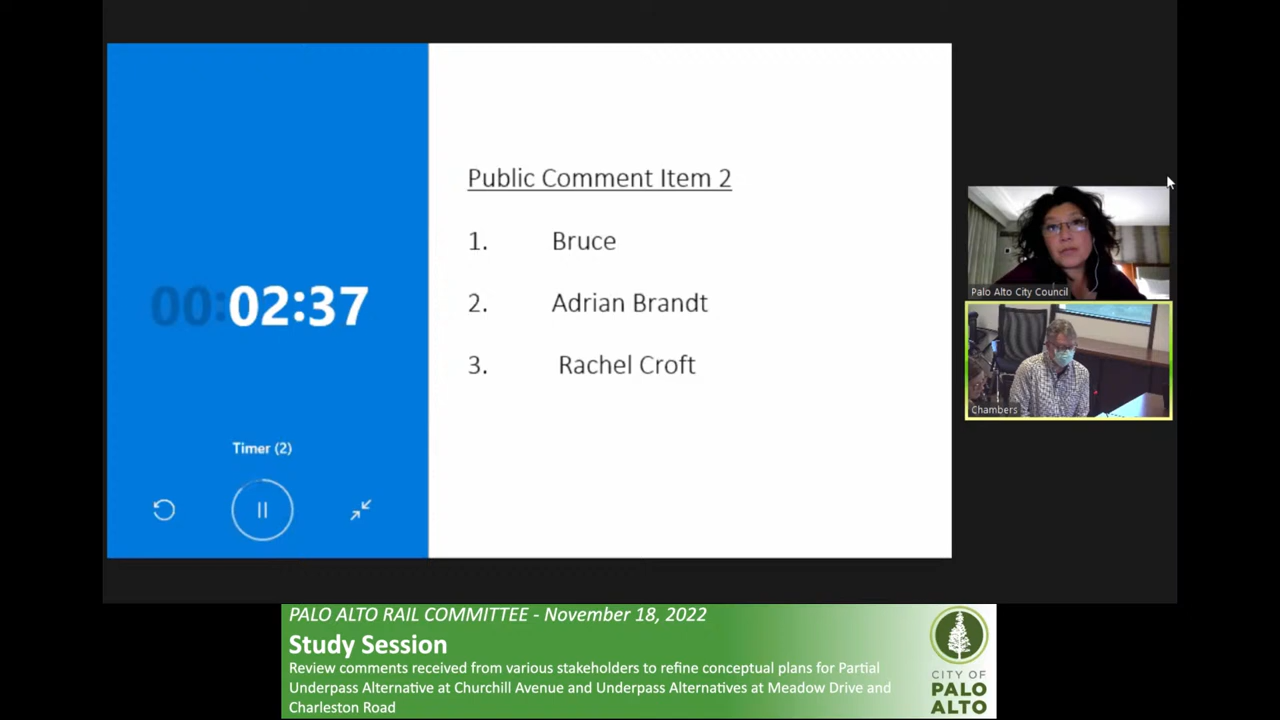 Public Comment Item 2
1. Bruce
2. Adrian Brandt
3. Rachel Croft
00:02:37
Timer (2)
Palo Alto City Council
Chambers
PALO ALTO RAIL COMMITTEE - November 18, 2022
Study Session
Review comments received from various stakeholders to refine conceptual plans for Partial
Underpass Alternative at Churchill Avenue and Underpass Alternatives at Meadow Drive and
Charleston Road
CITY OF
PALO
ALTO